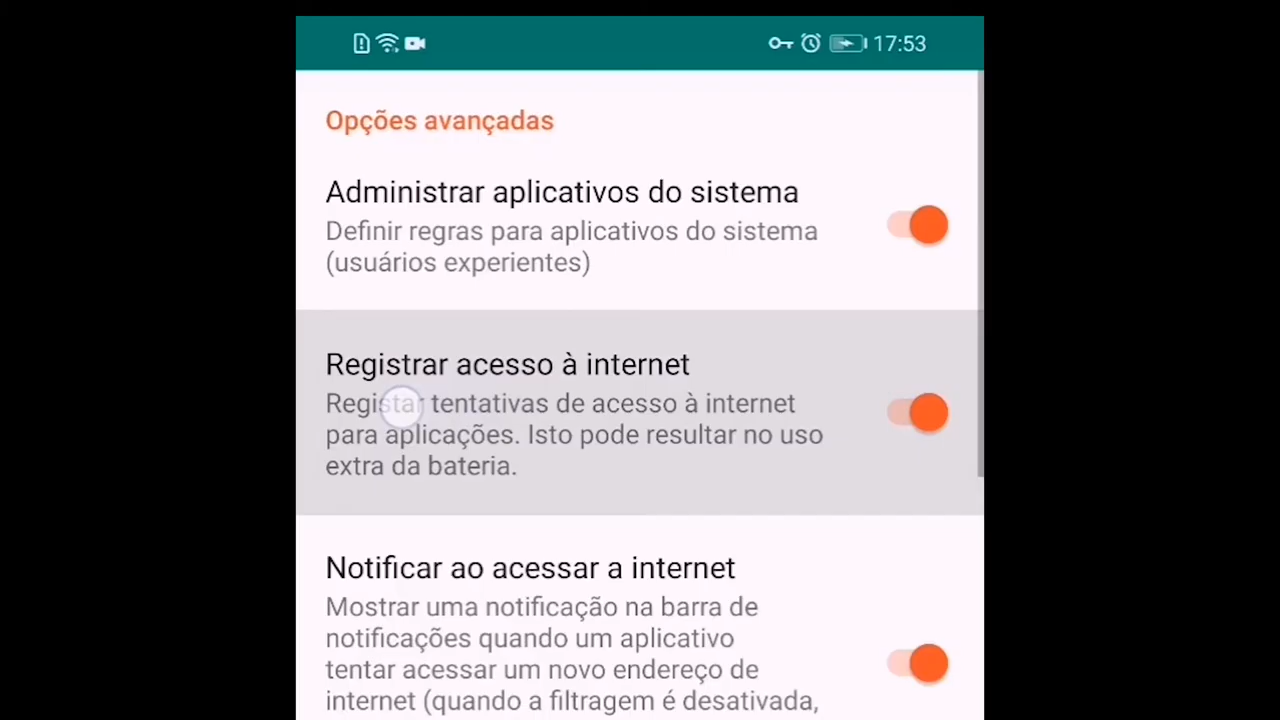 17:53
Opções avançadas
Administrar aplicativos do sistema
Definir regras para aplicativos do sistema
(usuários experientes)
Registrar acesso à internet
Registar tentativas de acesso à internet
para aplicações. Isto pode resultar no uso
extra da bateria.
Notificar ao acessar a internet
Mostrar uma notificação na barra de
notificações quando um aplicativo
tentar acessar um novo endereço de
internet (quando a filtragem é desativada,